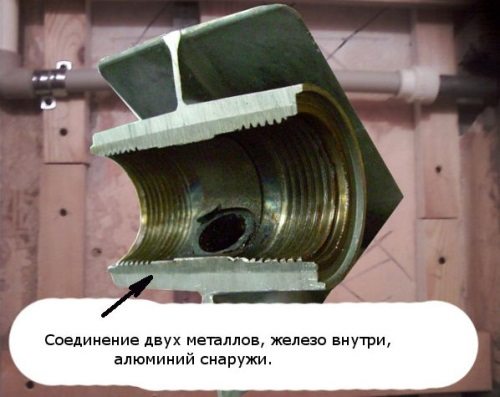 Соединение двух металлов, железо внутри,
алюминий снаружи.